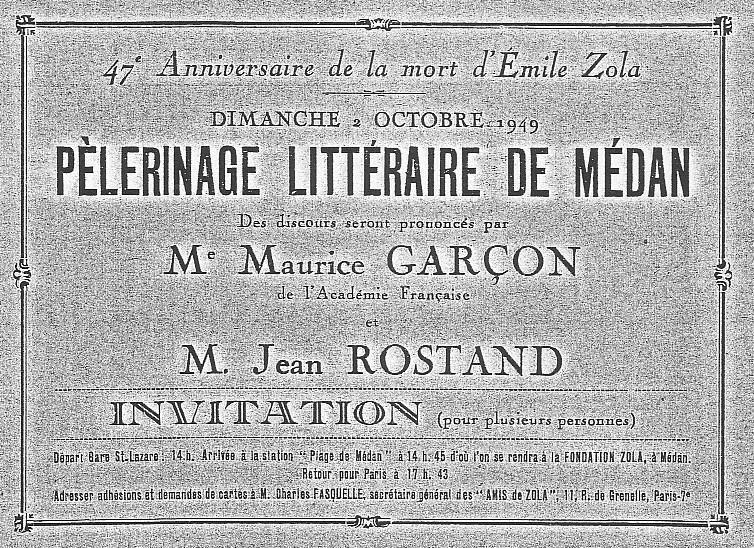 47e Anniversaire de la mort d'Émile Zola
DIMANCHE 2 OCTOBRE 1949
PÈLERINAGE LITTÉRAIRE DE MÉDAN
Des discours seront prononcés par
Me Maurice GARÇON
de l'Académie Française
et
M. Jean ROSTAND
INVITATION (pour plusieurs personnes)
Départ Gare St-Lazare : 14 h. Arrivée à la station "Plage de Médan" à 14 h. 45 d'où l'on se rendra à la FONDATION ZOLA, à Médan.
Retour pour Paris à 17 h. 43
Adresser adhésions et demandes de cartes à M. Charles FASQUELLE, secrétaire général des "AMIS de ZOLA", 11, R. de Grenelle, Paris-7e